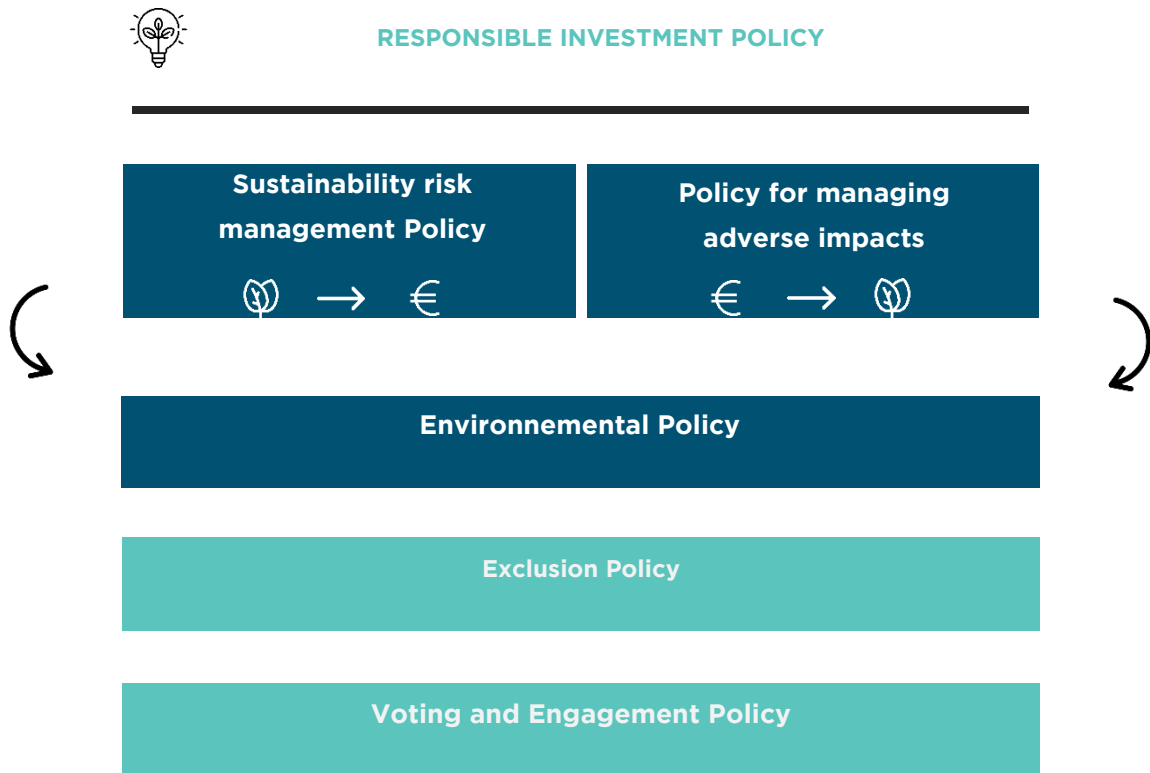 RESPONSIBLE INVESTMENT POLICY
Sustainability risk
management Policy
€
Policy for managing
adverse impacts
€
Environnemental Policy
Exclusion Policy
Voting and Engagement Policy